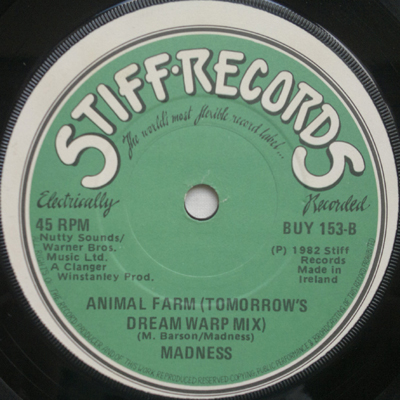 STIFF·RECORDS
The world's most flexible record label...
Electrically Recorded
45 RPM
BUY 153-B
Nutty Sounds/
Warner Bros.
Music Ltd.
A Clanger
Winstanley Prod.
(P) 1982 Stiff
Records
Made in
Ireland
ANIMAL FARM (TOMORROW'S
DREAM WARP MIX)
(M. Barson/Madness)
MADNESS